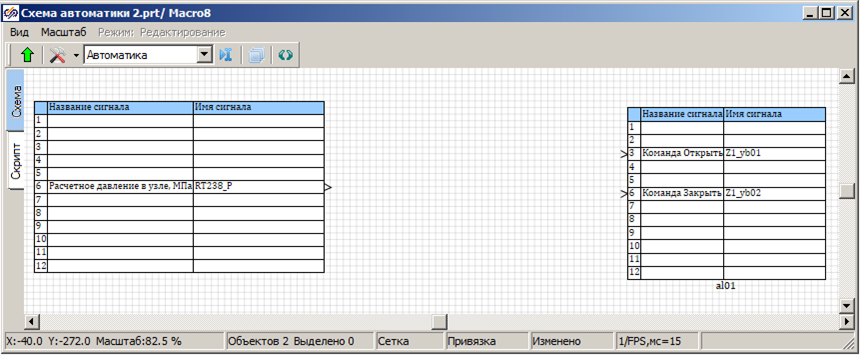 Схема автоматики 2.prt/ Macro8
Вид Масштаб Режим: Редактирование
Автоматика
Схема
Скрипт
Название сигнала Имя сигнала
1
2
3
4
5
6 Расчетное давление в узле, МПа RT238_P
7
8
9
10
11
12
Название сигнала Имя сигнала
1
2
3 Команда Открыть Z1_yb01
4
5
6 Команда Закрыть Z1_yb02
7
8
9
10
11
12
al01
X:-40.0 Y:-272.0 Масштаб:82.5 % Объектов 2 Выделено 0 Сетка Привязка Изменено 1/FPS,мс=15